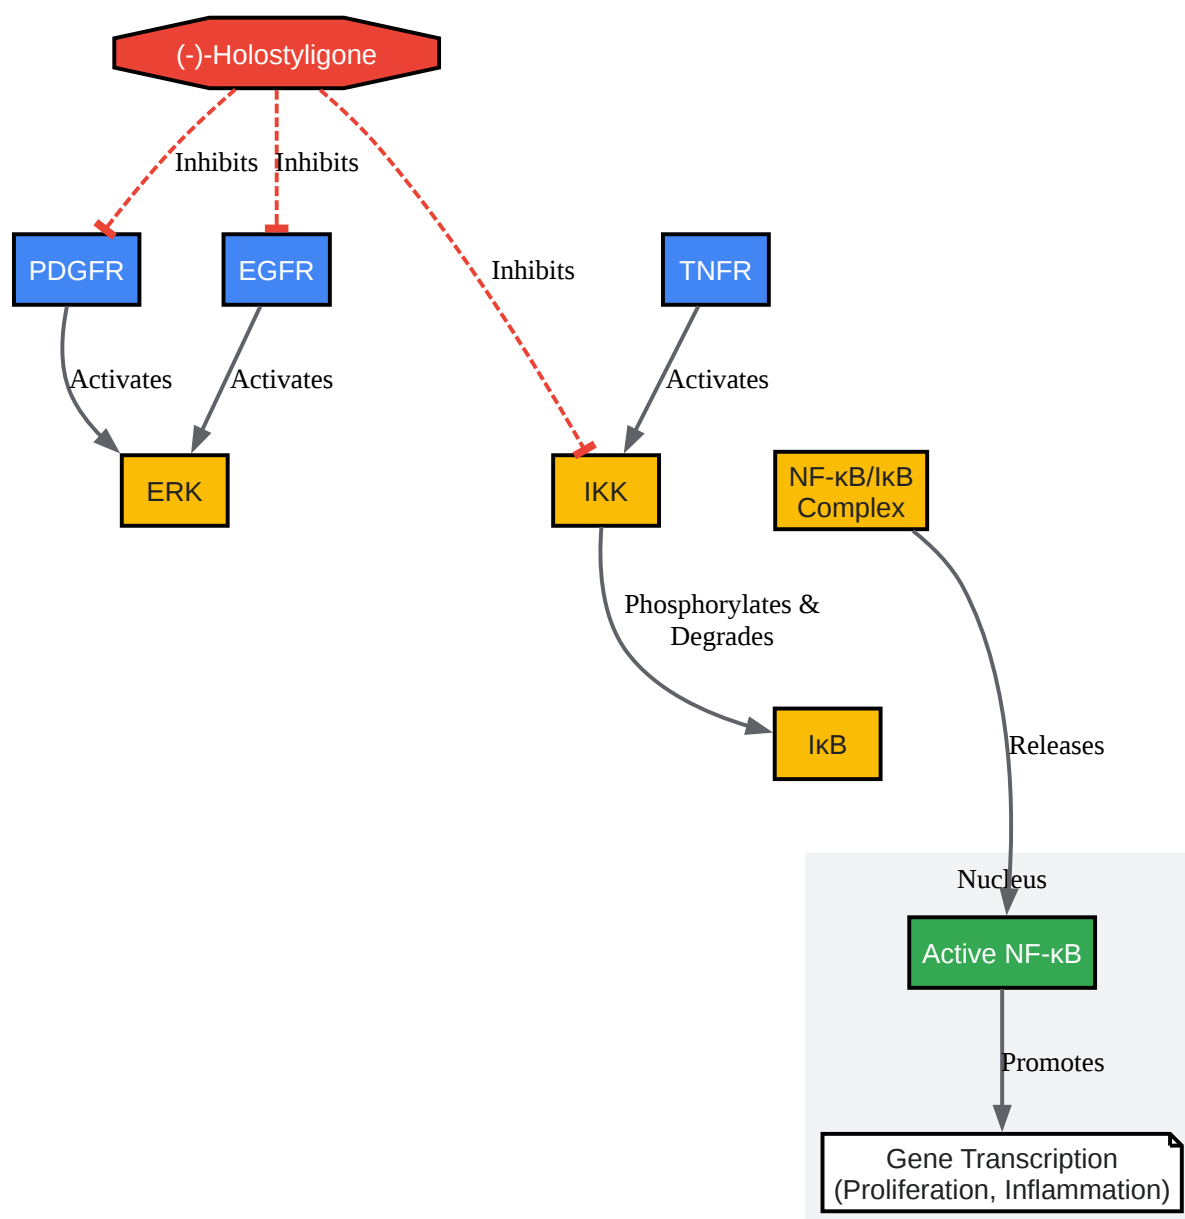 (-)-Holostyligone
Inhibits
Inhibits
Inhibits
PDGFR
EGFR
TNFR
Activates
Activates
Activates
ERK
IKK
NF-κB/IκB
Complex
Phosphorylates &
Degrades
IκB
Releases
Nucleus
Active NF-κB
Promotes
Gene Transcription
(Proliferation, Inflammation)